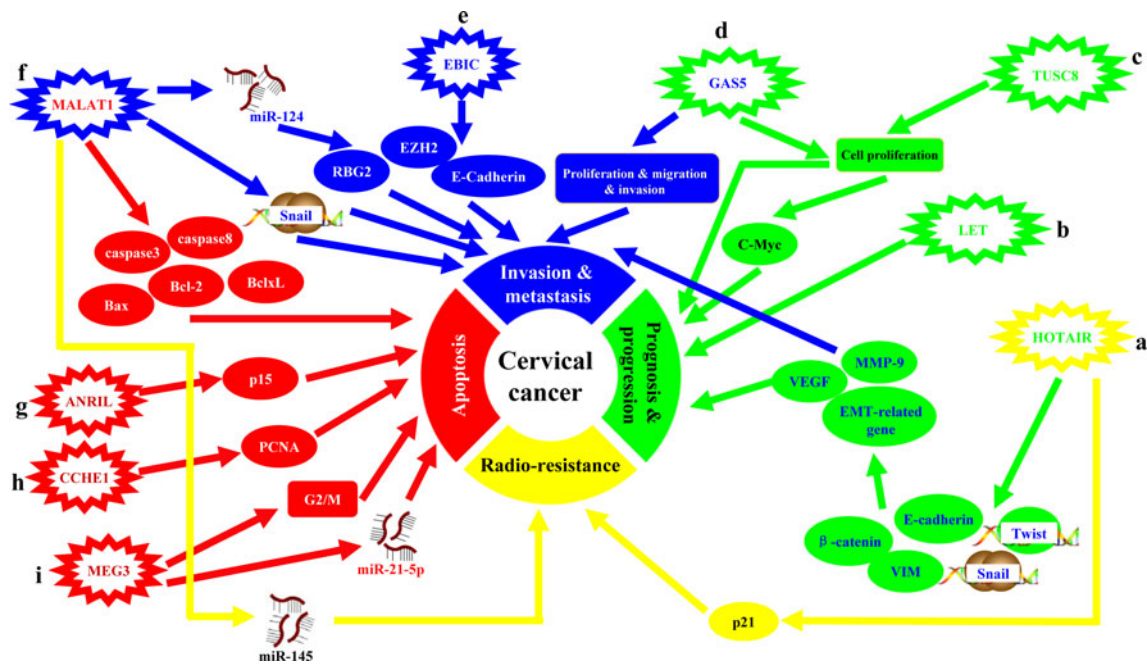 e
EBIC
d
GAS5
c
TUSC8
f
MALAT1
miR-124
EZH2
RBG2
E-Cadherin
Proliferation & migration
& invasion
Cell proliferation
Snail
caspase8
caspase3
Bcl-2
BclxL
Bax
C-Myc
LET
b
Invasion &
metastasis
Apoptosis
Cervical
cancer
Prognosis &
progression
Radio-resistance
HOTAIR
a
MMP-9
VEGF
EMT-related
gene
p15
ANRIL
g
PCNA
CCHE1
h
G2/M
miR-21-5p
MEG3
i
miR-145
E-cadherin
Twist
β-catenin
VIM
Snail
p21